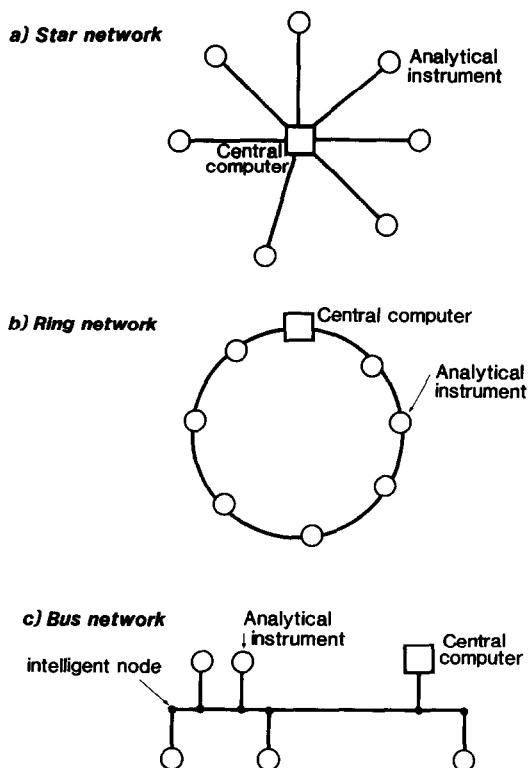 a) Star network
Analytical
instrument
Central
computer
b) Ring network
Central computer
Analytical
instrument
c) Bus network
Analytical
instrument
Central
computer
intelligent node